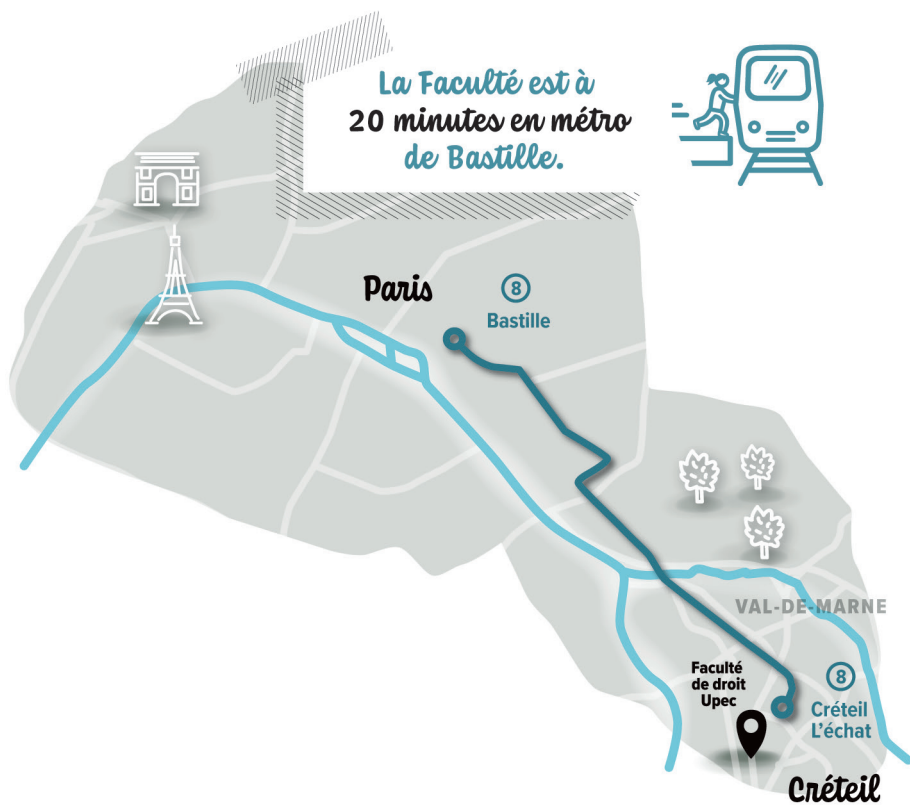 La Faculté est à
20 minutes en métro
de Bastille.
Paris
8
Bastille
VAL-DE-MARNE
Faculté
de droit
Upec
8
Créteil
L'échat
Créteil